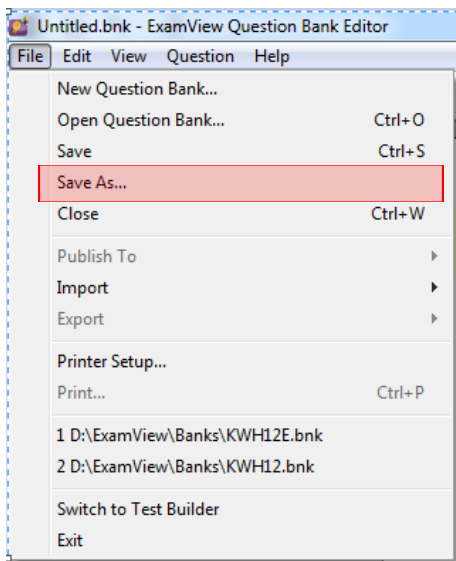 Untitled.bnk - ExamView Question Bank Editor
File Edit View Question Help
New Question Bank...
Open Question Bank... Ctrl+O
Save Ctrl+S
Save As...
Close Ctrl+W
Publish To
Import
Export
Printer Setup...
Print... Ctrl+P
1 D:\ExamView\Banks\KWH12E.bnk
2 D:\ExamView\Banks\KWH12.bnk
Switch to Test Builder
Exit